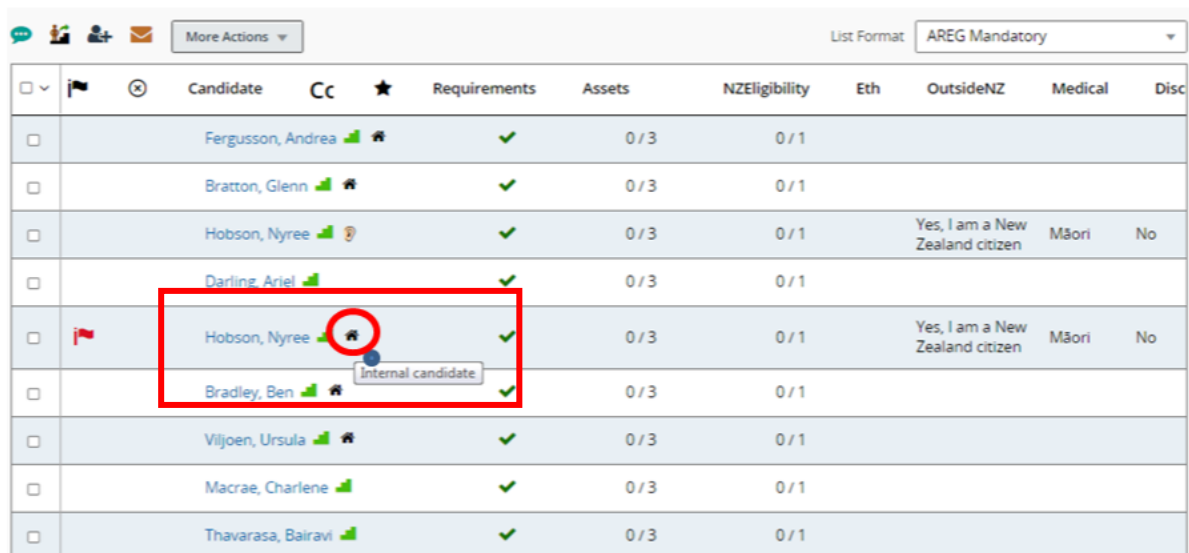 More Actions List Format AREG Mandatory
Candidate Cc Requirements Assets NZEligibility Eth OutsideNZ Medical Disc
Fergusson, Andrea 0 / 3 0 / 1
Bratton, Glenn 0 / 3 0 / 1
Hobson, Nyree 0 / 3 0 / 1 Yes, I am a New Zealand citizen Māori No
Darling, Ariel 0 / 3 0 / 1
Hobson, Nyree 0 / 3 0 / 1 Yes, I am a New Zealand citizen Māori No
Internal candidate
Bradley, Ben 0 / 3 0 / 1
Viljoen, Ursula 0 / 3 0 / 1
Macrae, Charlene 0 / 3 0 / 1
Thavarasa, Bairavi 0 / 3 0 / 1